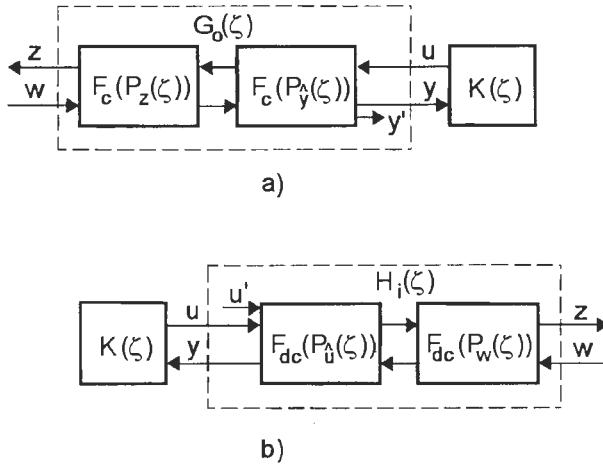 G₀(ζ)
z u
w F_c(P_z(ζ)) F_c(P_ŷ(ζ)) y K(ζ)
y'
a)
H_i(ζ)
u' 
u z
K(ζ) y F_dc(P_û(ζ)) F_dc(P_w(ζ)) w
b)